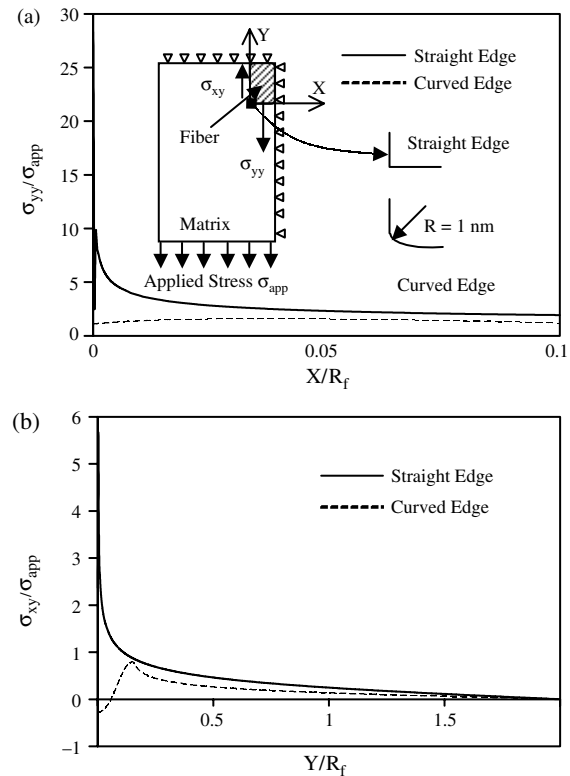 (a)
30
25
20
15
10
5
0
σyy/σapp
Y
X
σxy
Fiber
σyy
Matrix
Applied Stress σapp
Straight Edge
Curved Edge
Straight Edge
R = 1 nm
Curved Edge
0
0.05
0.1
X/Rf
(b)
6
5
4
3
2
1
0
−1
σxy/σapp
Straight Edge
Curved Edge
0.5
1
1.5
Y/Rf